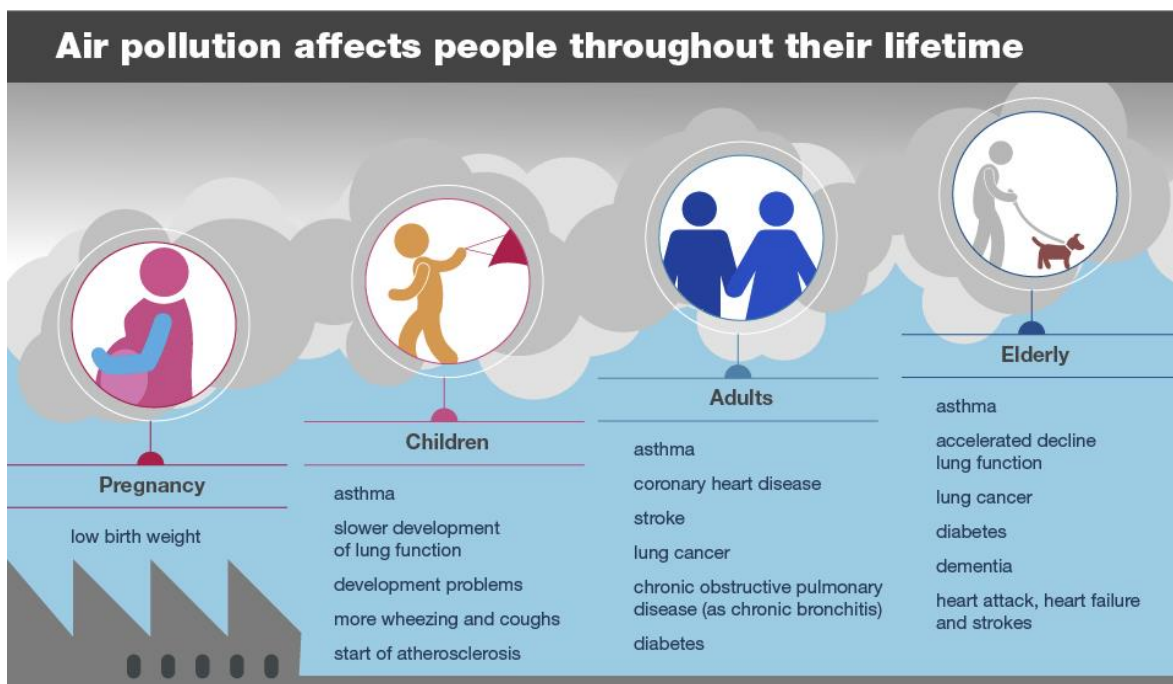 Air pollution affects people throughout their lifetime
Pregnancy
low birth weight
Children
asthma
slower development
of lung function
development problems
more wheezing and coughs
start of atherosclerosis
Adults
asthma
coronary heart disease
stroke
lung cancer
chronic obstructive pulmonary
disease (as chronic bronchitis)
diabetes
Elderly
asthma
accelerated decline
lung function
lung cancer
diabetes
dementia
heart attack, heart failure
and strokes